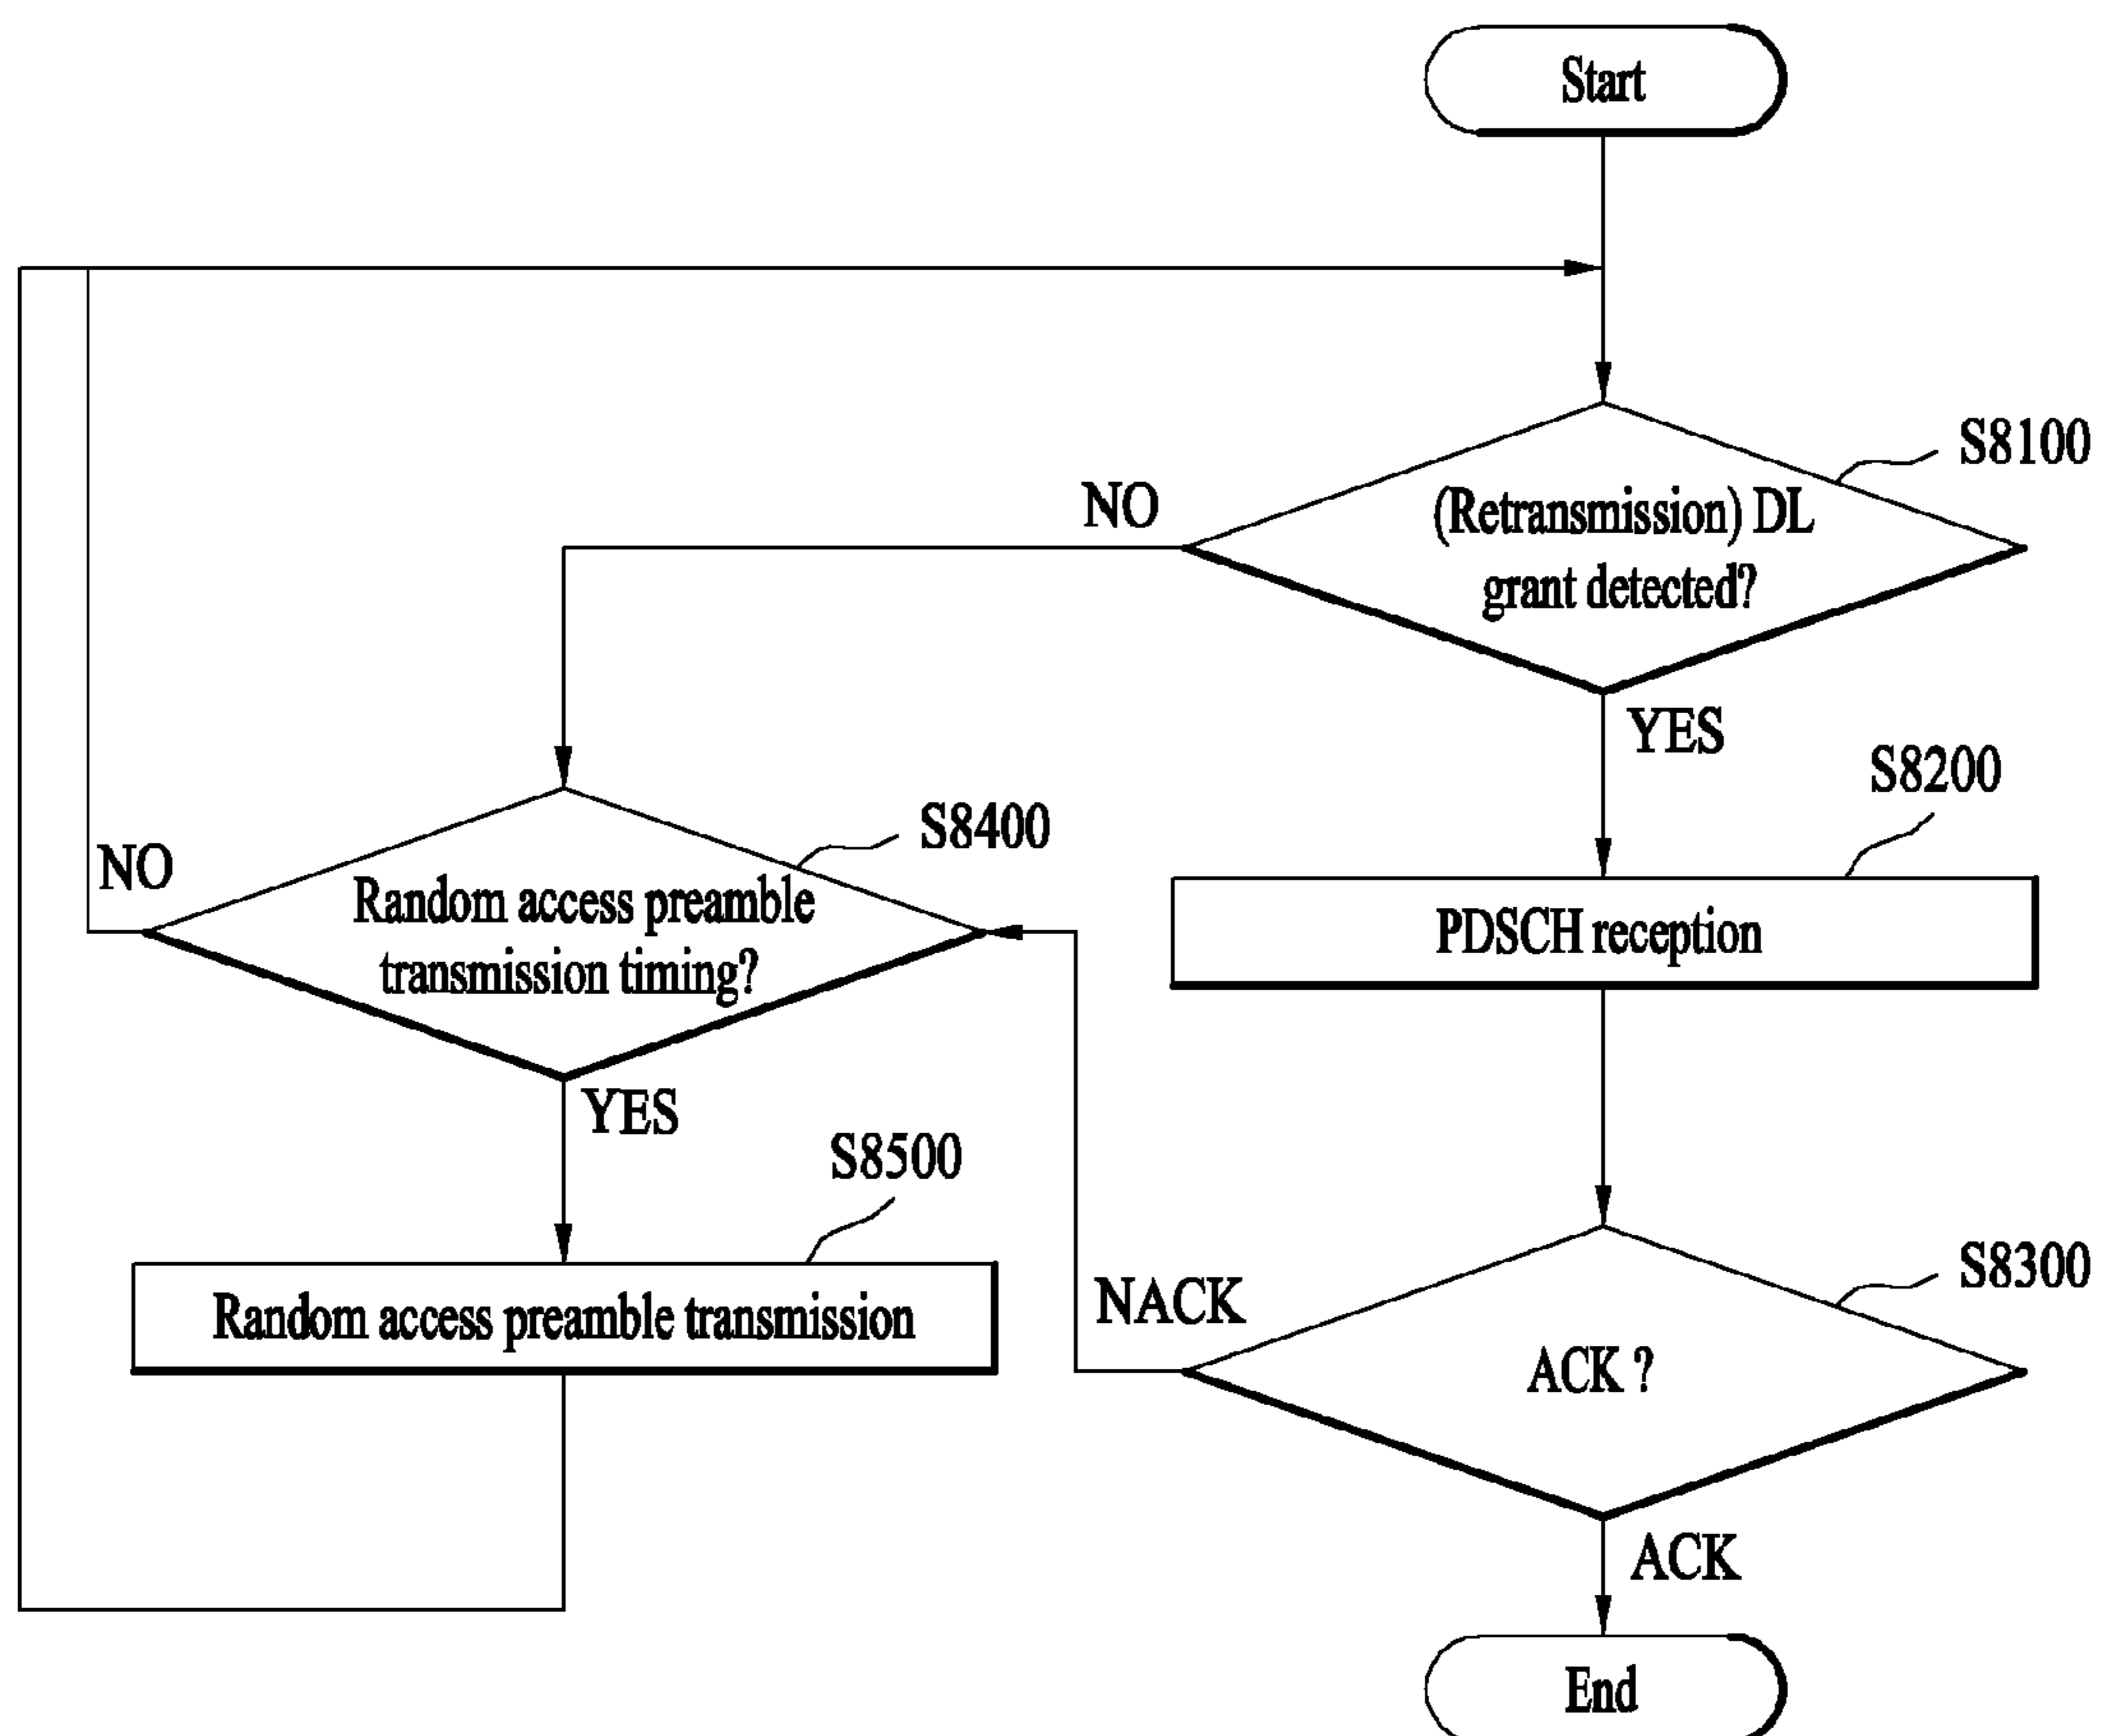 Start
S8100
NO
(Retransmission) DL
grant detected?
YES
S8200
S8400
NO
Random access preamble
transmission timing?
PDSCH reception
YES
S8500
S8300
NACK
Random access preamble transmission
ACK ?
ACK
End